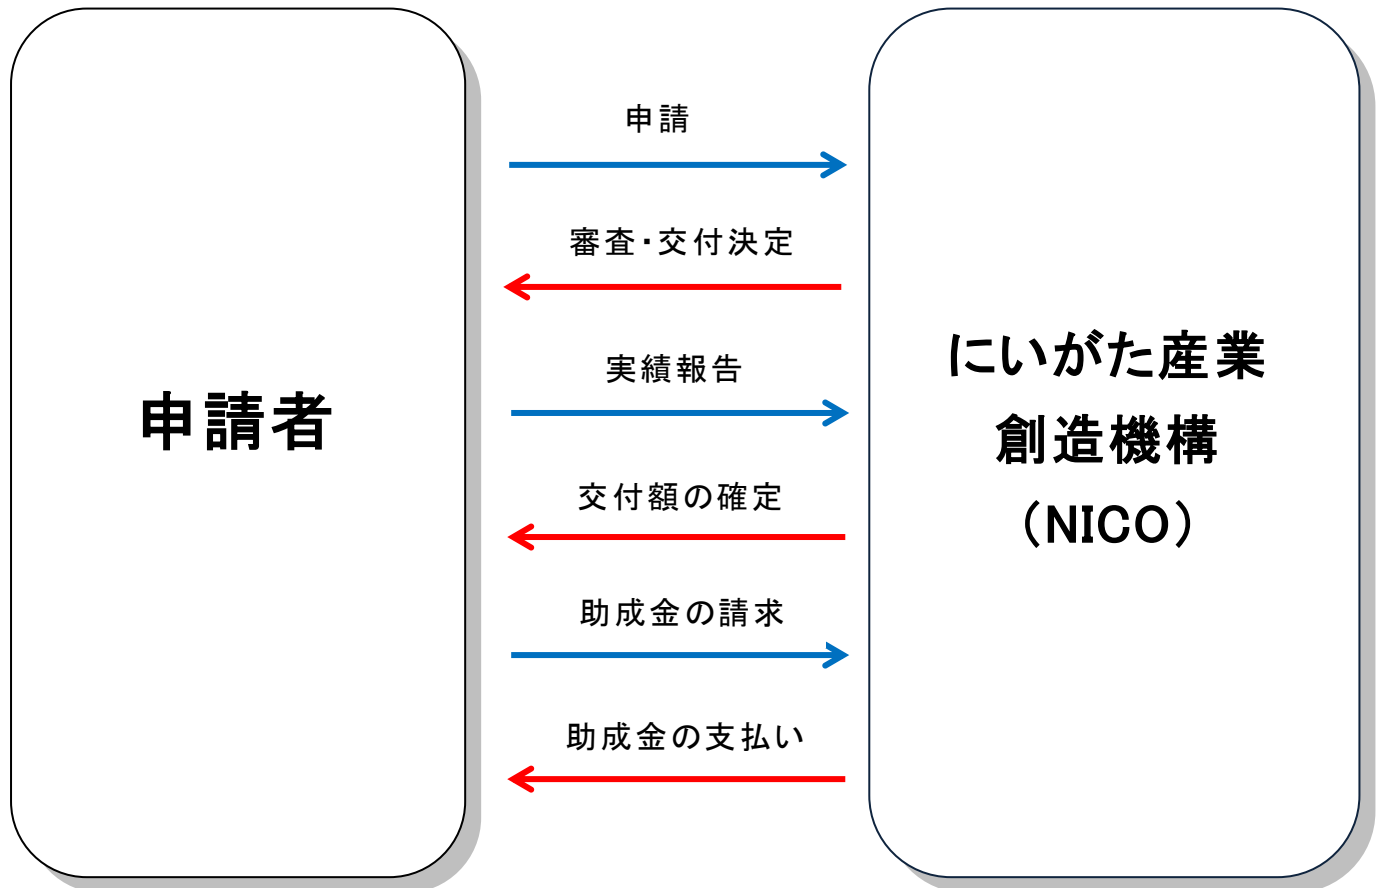 申請者
申請
審査・交付決定
実績報告
交付額の確定
助成金の請求
助成金の支払い
にいがた産業
創造機構
（NICO）